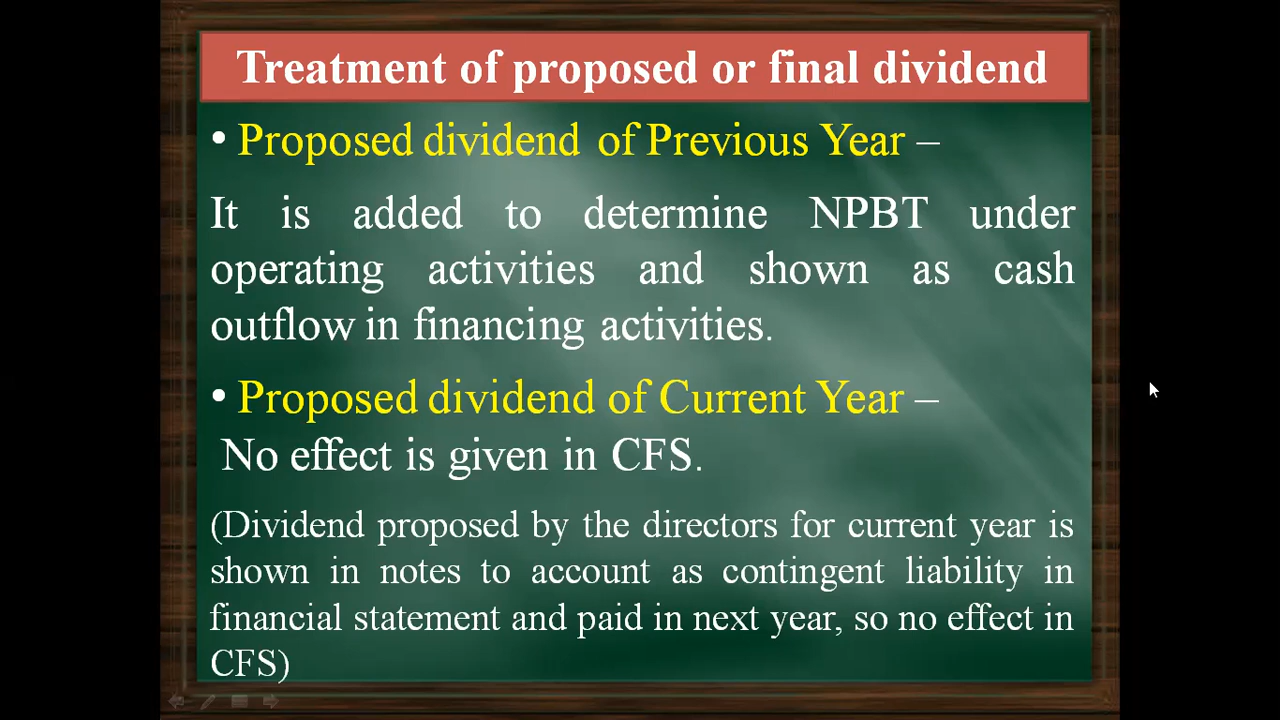 Treatment of proposed or final dividend
• Proposed dividend of Previous Year –
It is added to determine NPBT under
operating activities and shown as cash
outflow in financing activities.
• Proposed dividend of Current Year –
No effect is given in CFS.
(Dividend proposed by the directors for current year is
shown in notes to account as contingent liability in
financial statement and paid in next year, so no effect in
CFS)